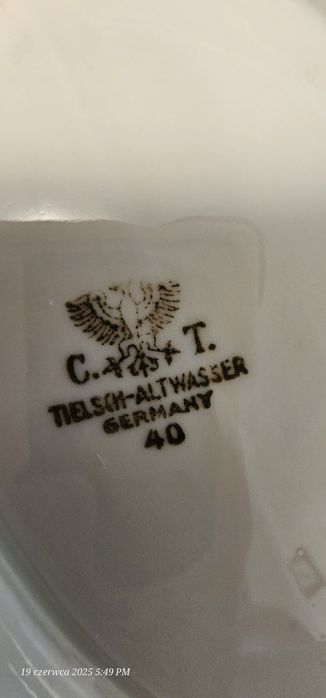 C. T.
TIELSCH-ALTWASSER
GERMANY
40
19 czerwca 2025 5:49 PM